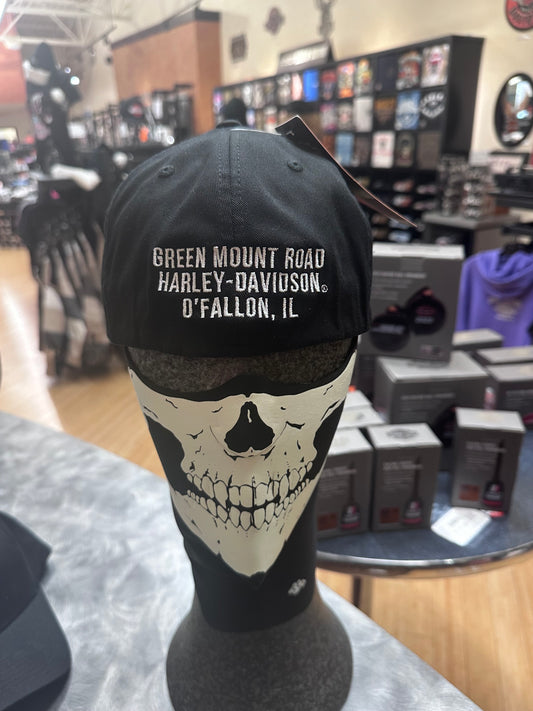 GREEN MOUNT ROAD
HARLEY-DAVIDSON®
O'FALLON, IL